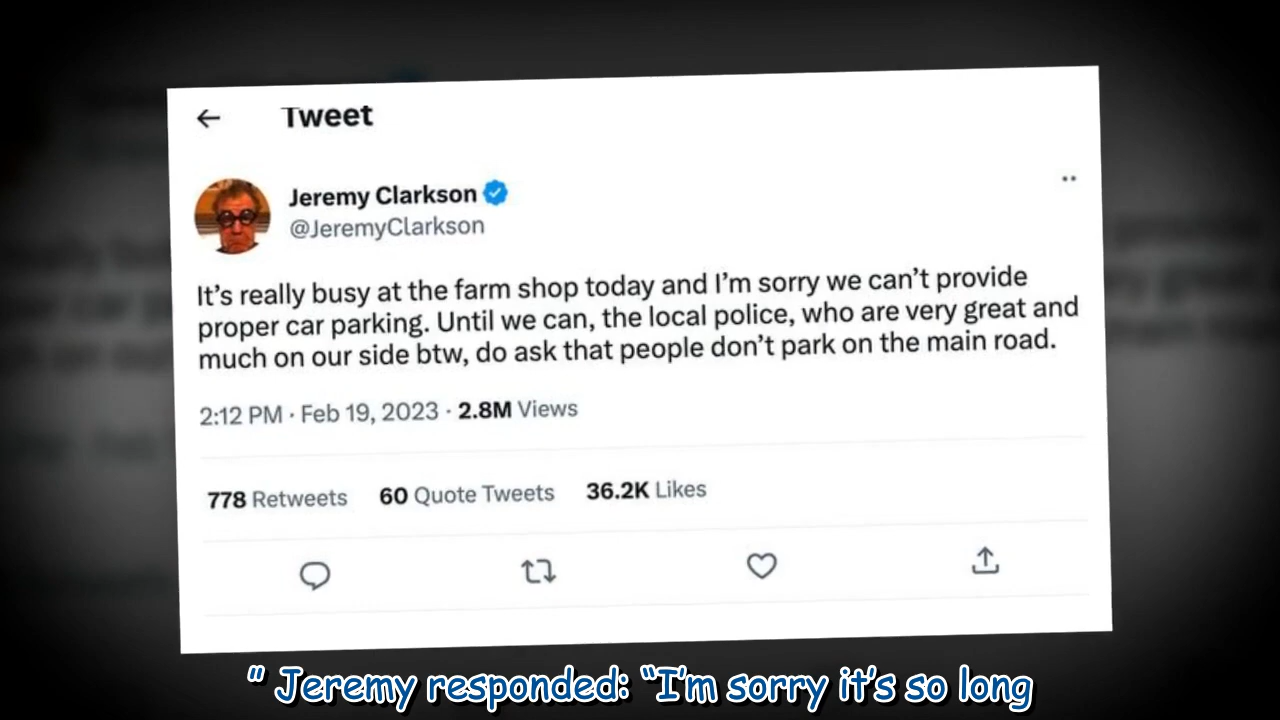 Tweet
Jeremy Clarkson
@JeremyClarkson
It's really busy at the farm shop today and I'm sorry we can't provide
proper car parking. Until we can, the local police, who are very great and
much on our side btw, do ask that people don't park on the main road.
2:12 PM · Feb 19, 2023 · 2.8M Views
778 Retweets 60 Quote Tweets 36.2K Likes
” Jeremy responded: “I'm sorry it's so long